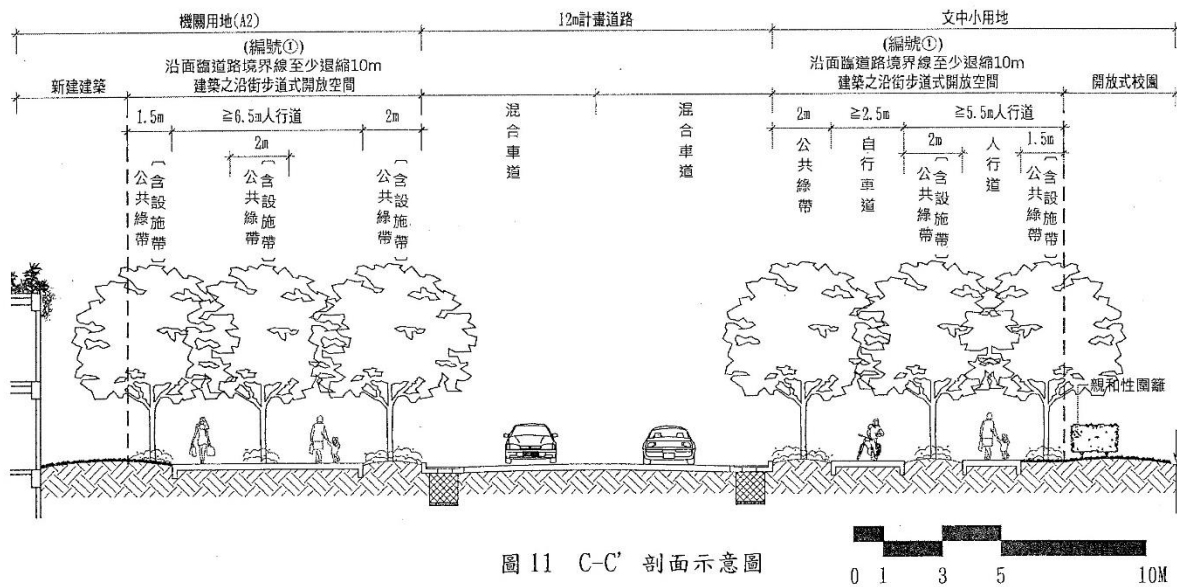 機關用地(A2)
12m計畫道路
文中小用地
(編號①)
沿面臨道路境界線至少退縮10m
建築之沿街步道式開放空間
新建建築
(編號①)
沿面臨道路境界線至少退縮10m
建築之沿街步道式開放空間
開放式校園
1.5m
≧6.5m人行道
2m
2m
公共綠帶
(含設施帶)
公共綠帶
(含設施帶)
公共綠帶
(含設施帶)
混合車道
混合車道
2m
≧2.5m
≧5.5m人行道
2m
1.5m
公共綠帶
自行車道
公共綠帶
(含設施帶)
人行道
公共綠帶
(含設施帶)
親和性圍籬
圖 11 C-C' 剖面示意圖
0 1 3 5 10M